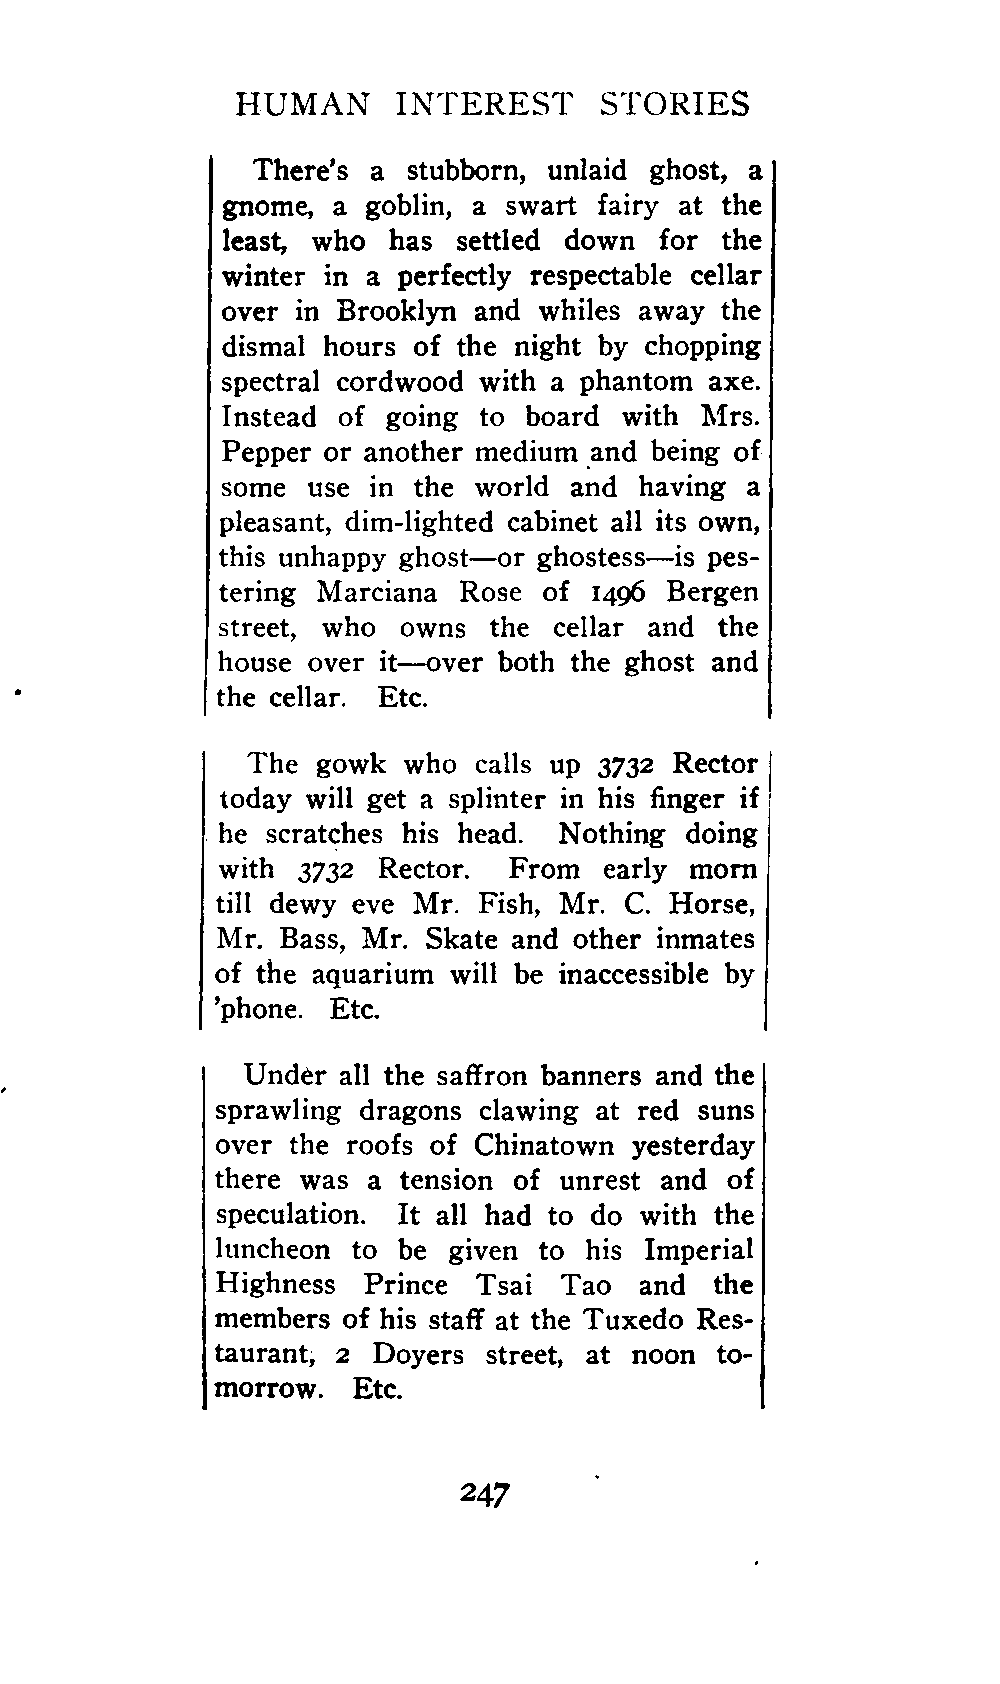 HUMAN INTEREST STORIES
There's a stubborn, unlaid ghost, a
gnome, a goblin, a swart fairy at the
least, who has settled down for the
winter in a perfectly respectable cellar
over in Brooklyn and whiles away the
dismal hours of the night by chopping
spectral cordwood with a phantom axe.
Instead of going to board with Mrs.
Pepper or another medium and being of
some use in the world and having a
pleasant, dim-lighted cabinet all its own,
this unhappy ghost—or ghostess—is pes-
tering Marciana Rose of 1496 Bergen
street, who owns the cellar and the
house over it—over both the ghost and
the cellar. Etc.
The gowk who calls up 3732 Rector
today will get a splinter in his finger if
he scratches his head. Nothing doing
with 3732 Rector. From early morn
till dewy eve Mr. Fish, Mr. C. Horse,
Mr. Bass, Mr. Skate and other inmates
of the aquarium will be inaccessible by
'phone. Etc.
Under all the saffron banners and the
sprawling dragons clawing at red suns
over the roofs of Chinatown yesterday
there was a tension of unrest and of
speculation. It all had to do with the
luncheon to be given to his Imperial
Highness Prince Tsai Tao and the
members of his staff at the Tuxedo Res-
taurant, 2 Doyers street, at noon to-
morrow. Etc.
247